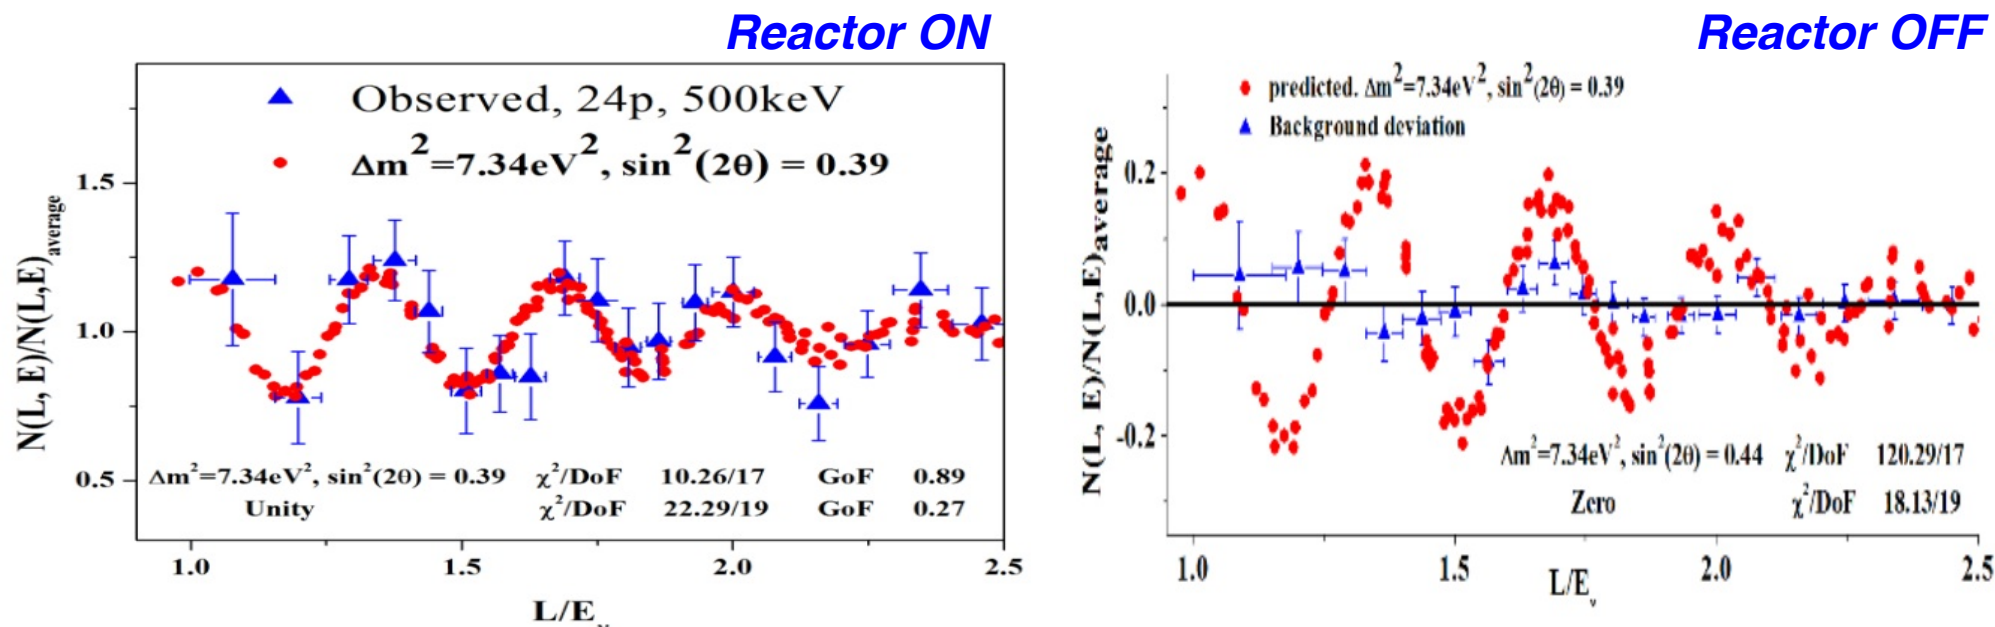 Reactor ON
Observed, 24p, 500keV
Δm²=7.34eV², sin²(2θ) = 0.39
N(L, E)/N(L,E)average
1.5
1.0
0.5
Δm²=7.34eV², sin²(2θ) = 0.39 χ²/DoF 10.26/17 GoF 0.89
Unity χ²/DoF 22.29/19 GoF 0.27
1.0 1.5 2.0 2.5
L/E
Reactor OFF
predicted. Δm²=7.34eV², sin²(2θ) = 0.39
Background deviation
N(L, E)/N(L,E)average
0.2
0.0
-0.2
Δm²=7.34eV², sin²(2θ) = 0.44 χ²/DoF 120.29/17
Zero χ²/DoF 18.13/19
1.0 1.5 2.0 2.5
L/Eν